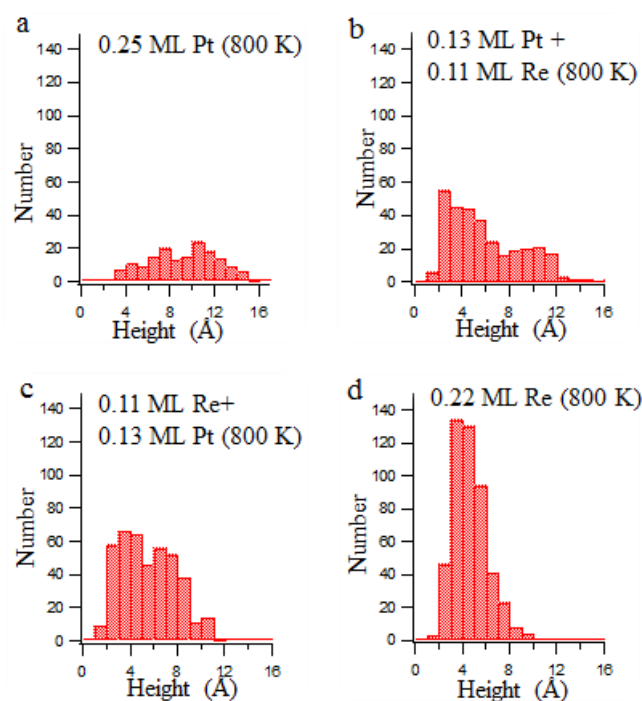 a
0.25 ML Pt (800 K)
140
120
100
80
60
40
20
0
Number
0 4 8 12 16
Height (Å)
b
0.13 ML Pt +
0.11 ML Re (800 K)
140
120
100
80
60
40
20
0
Number
0 4 8 12 16
Height (Å)
c
0.11 ML Re+
0.13 ML Pt (800 K)
140
120
100
80
60
40
20
0
Number
0 4 8 12 16
Height (Å)
d
0.22 ML Re (800 K)
140
120
100
80
60
40
20
0
Number
0 4 8 12 16
Height (Å)